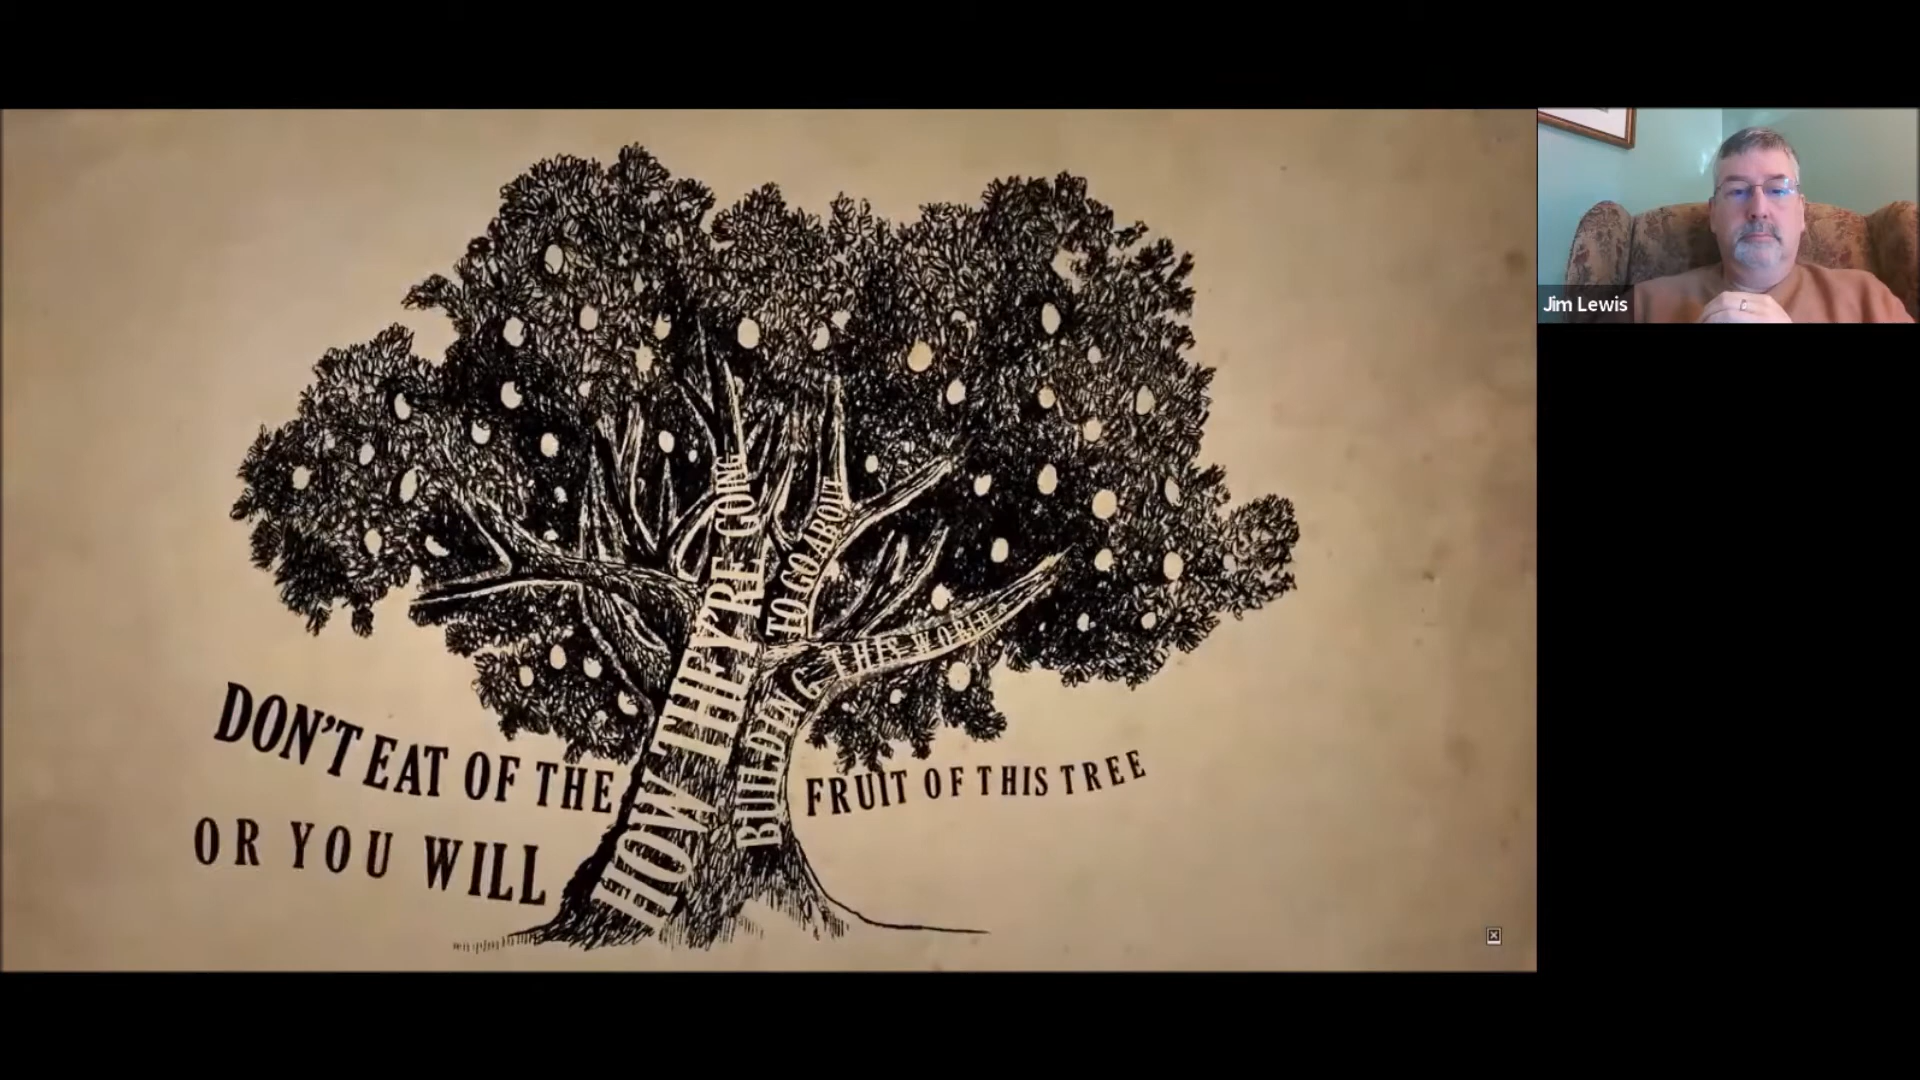 HOW THEY'RE GOING
TO GO ABOUT
BUILDING THIS WORLD
DON'T EAT OF THE
FRUIT OF THIS TREE
OR YOU WILL
Jim Lewis